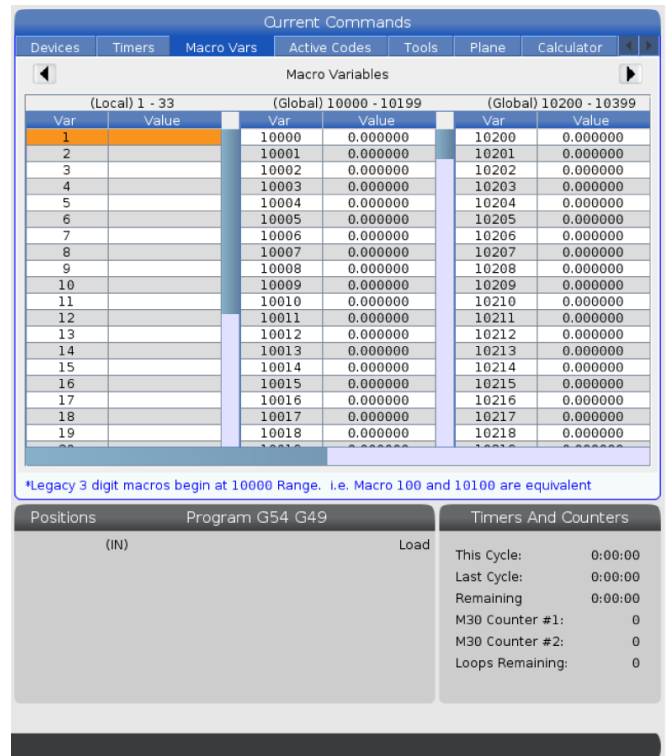 Current Commands
Devices Timers Macro Vars Active Codes Tools Plane Calculator
Macro Variables
(Local) 1 - 33 (Global) 10000 - 10199 (Global) 10200 - 10399
Var Value Var Value Var Value
1 10000 0.000000 10200 0.000000
2 10001 0.000000 10201 0.000000
3 10002 0.000000 10202 0.000000
4 10003 0.000000 10203 0.000000
5 10004 0.000000 10204 0.000000
6 10005 0.000000 10205 0.000000
7 10006 0.000000 10206 0.000000
8 10007 0.000000 10207 0.000000
9 10008 0.000000 10208 0.000000
10 10009 0.000000 10209 0.000000
11 10010 0.000000 10210 0.000000
12 10011 0.000000 10211 0.000000
13 10012 0.000000 10212 0.000000
14 10013 0.000000 10213 0.000000
15 10014 0.000000 10214 0.000000
16 10015 0.000000 10215 0.000000
17 10016 0.000000 10216 0.000000
18 10017 0.000000 10217 0.000000
19 10018 0.000000 10218 0.000000
*Legacy 3 digit macros begin at 10000 Range. i.e. Macro 100 and 10100 are equivalent
Positions Program G54 G49
(IN) Load
Timers And Counters
This Cycle: 0:00:00
Last Cycle: 0:00:00
Remaining 0:00:00
M30 Counter #1: 0
M30 Counter #2: 0
Loops Remaining: 0